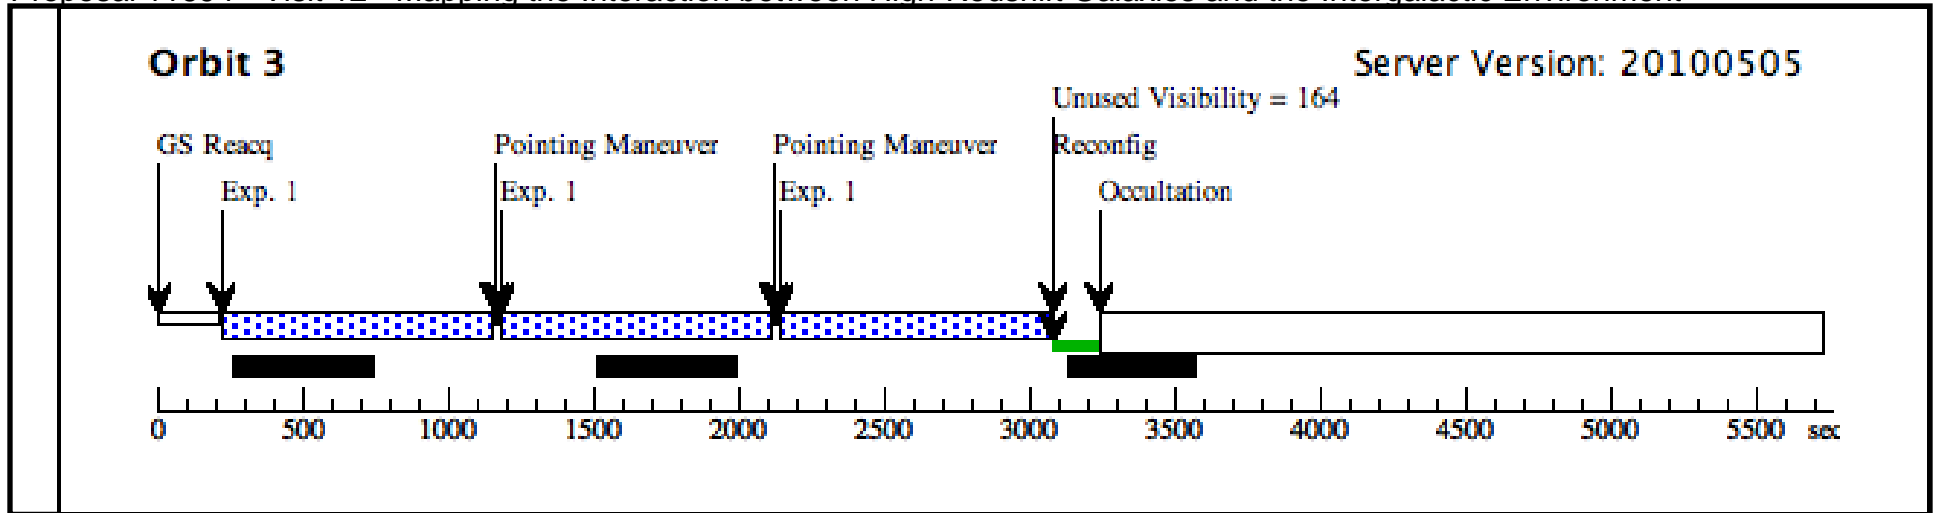 Orbit 3
Server Version: 20100505
Unused Visibility = 164
GS Reacq
Pointing Maneuver
Pointing Maneuver
Reconfig
Exp. 1
Exp. 1
Exp. 1
Occultation
0 500 1000 1500 2000 2500 3000 3500 4000 4500 5000 5500 sec